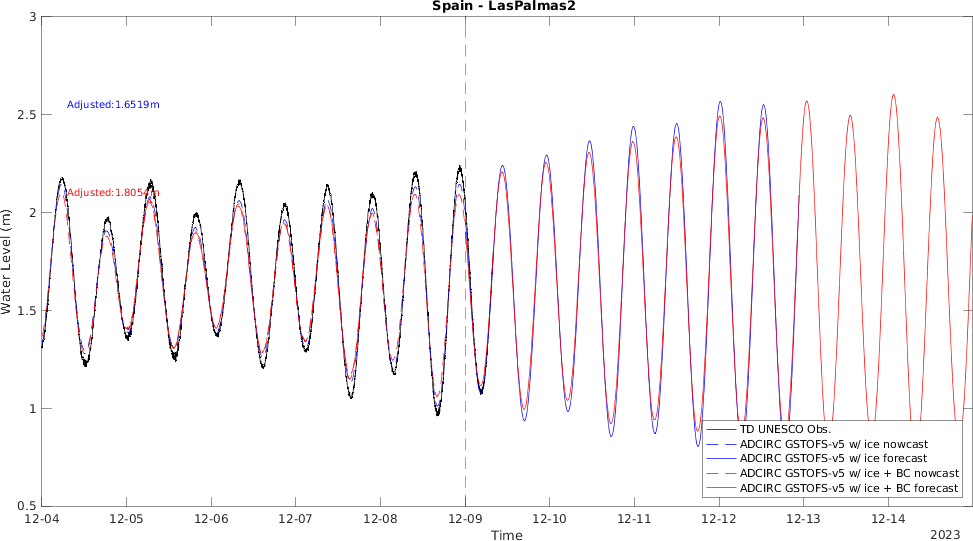 Spain - LasPalmas2
3
2.5
2
1.5
1
0.5
Water Level (m)
Adjusted:1.6519m
Adjusted:1.8054m
TD UNESCO Obs.
ADCIRC GSTOFS-v5 w/ ice nowcast
ADCIRC GSTOFS-v5 w/ ice forecast
ADCIRC GSTOFS-v5 w/ ice + BC nowcast
ADCIRC GSTOFS-v5 w/ ice + BC forecast
12-04 12-05 12-06 12-07 12-08 12-09 12-10 12-11 12-12 12-13 12-14
Time
2023